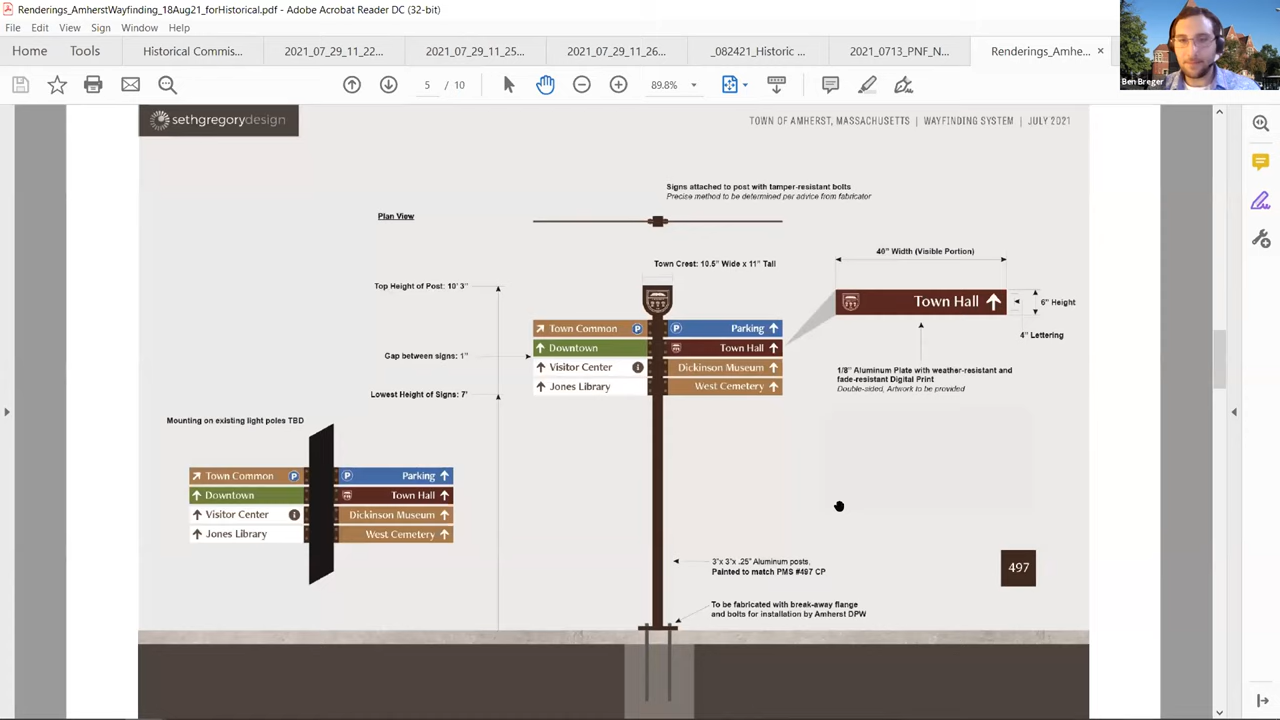 Renderings_AmherstWayfinding_18Aug21_forHistorical.pdf - Adobe Acrobat Reader DC (32-bit)
File Edit View Sign Window Help
Home Tools Historical Commis... 2021_07_29_11_22... 2021_07_29_11_25... 2021_07_29_11_26... _082421_Historic ... 2021_0713_PNF_N... Renderings_Amhe... ×
5 / 10 89.8%
Ben Breger
sethgregorydesign
TOWN OF AMHERST, MASSACHUSETTS | WAYFINDING SYSTEM | JULY 2021
Signs attached to post with tamper-resistant bolts
Precise method to be determined per advice from fabricator
Plan View
Town Crest: 10.5" Wide x 11" Tall
40" Width (Visible Portion)
Top Height of Post: 10' 3"
Town Hall
6" Height
4" Lettering
Town Common P
P Parking
Downtown
Town Hall
Visitor Center i
Dickinson Museum
Jones Library
West Cemetery
Gap between signs: 1"
Lowest Height of Signs: 7'
1/8" Aluminum Plate with weather-resistant and
fade-resistant Digital Print
Double-sided, Artwork to be provided
Mounting on existing light poles TBD
Town Common P
P Parking
Downtown
Town Hall
Visitor Center i
Dickinson Museum
Jones Library
West Cemetery
3"x 3"x .25" Aluminum posts,
Painted to match PMS #497 CP
497
To be fabricated with break-away flange
and bolts for installation by Amherst DPW